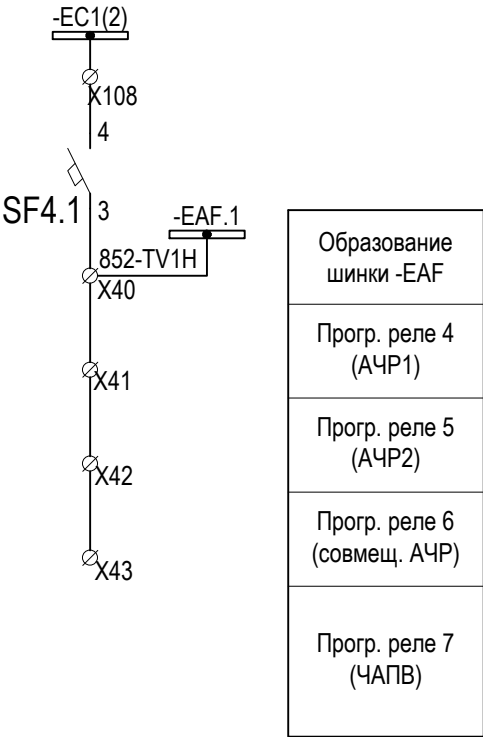 -EC1(2)
X108
4
SF4.1
3
-EAF.1
852-TV1H
X40
X41
X42
X43
Образование
шинки -EAF
Прогр. реле 4
(АЧР1)
Прогр. реле 5
(АЧР2)
Прогр. реле 6
(совмещ. АЧР)
Прогр. реле 7
(ЧАПВ)